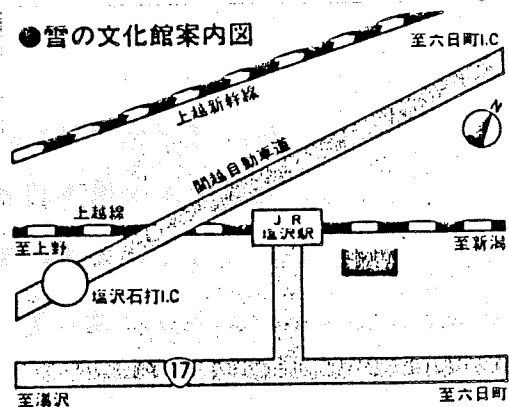 ●雪の文化館案内図
至六日町I.C
上越新幹線
関越自動車道
上越線
JR
塩沢駅
至上野
至新潟
塩沢石打I.C
17
至湯沢
至六日町